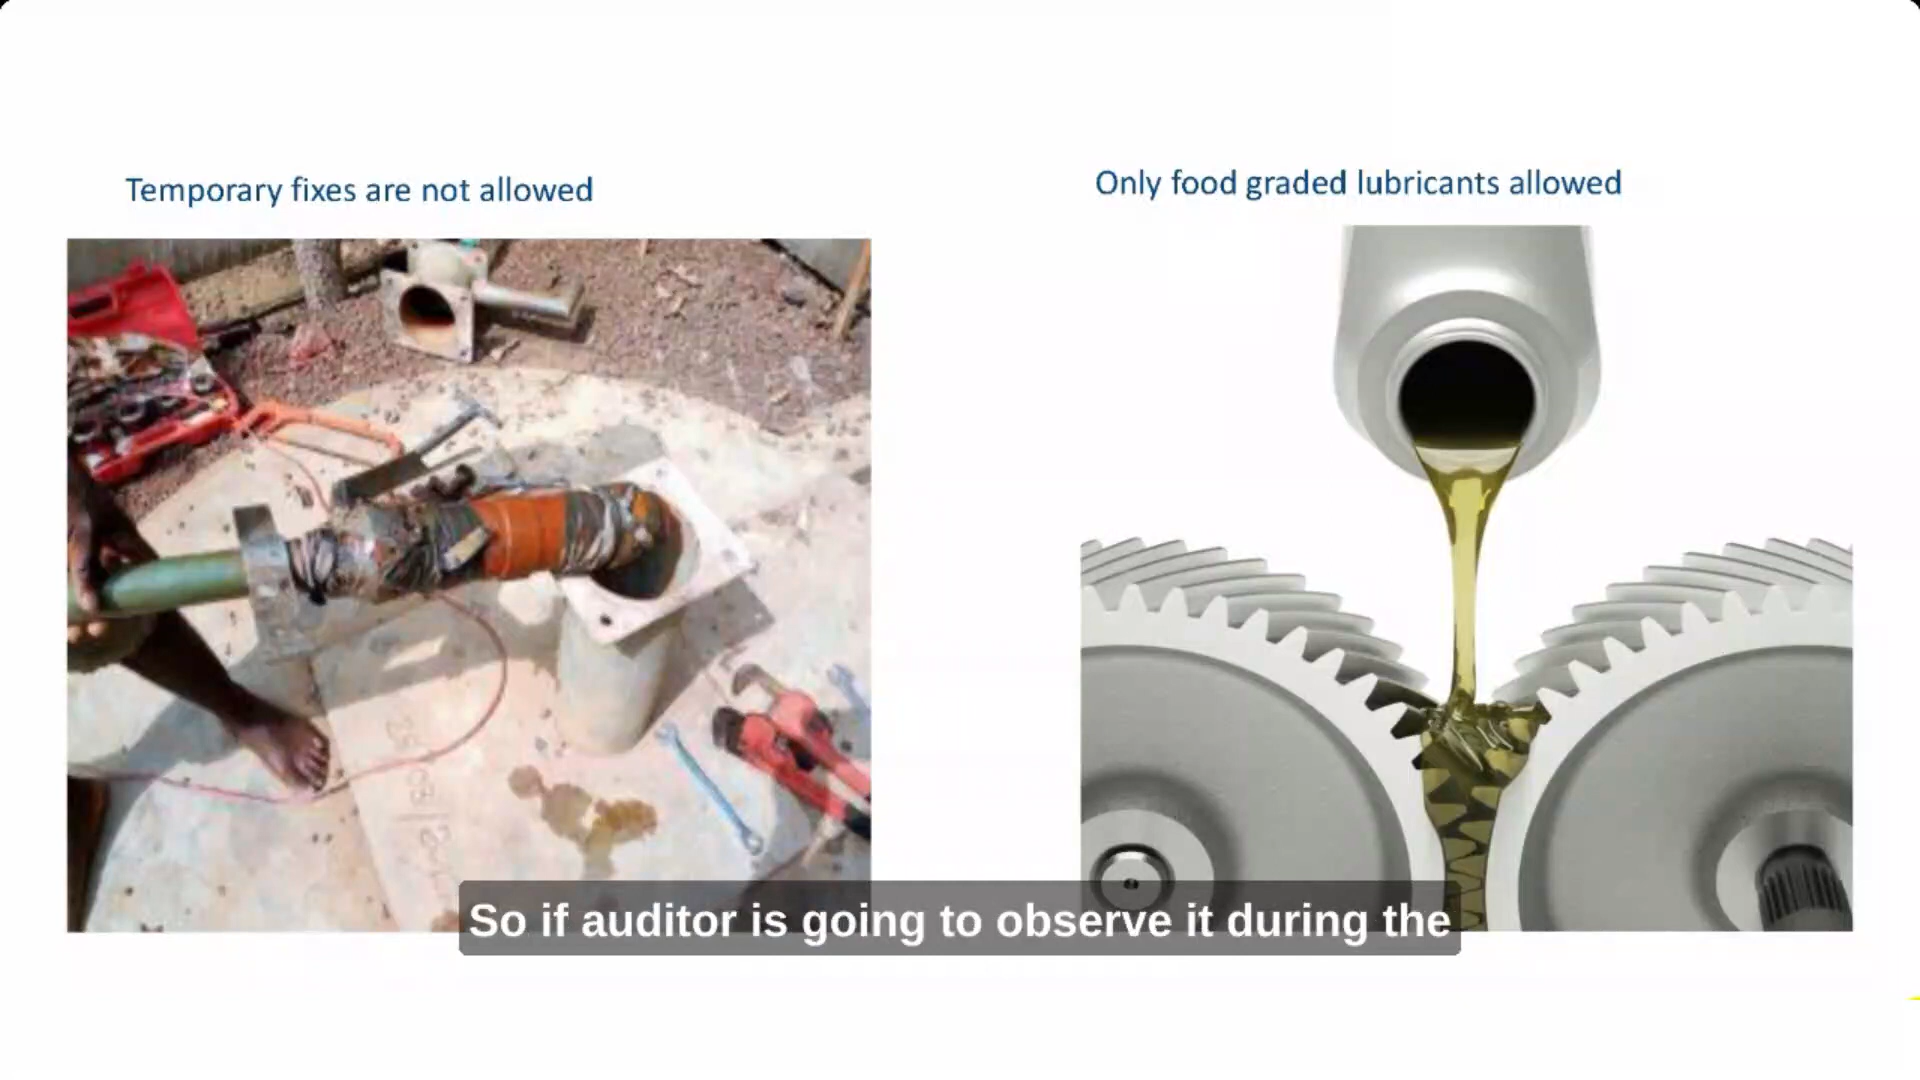 Temporary fixes are not allowed
Only food graded lubricants allowed
So if auditor is going to observe it during the